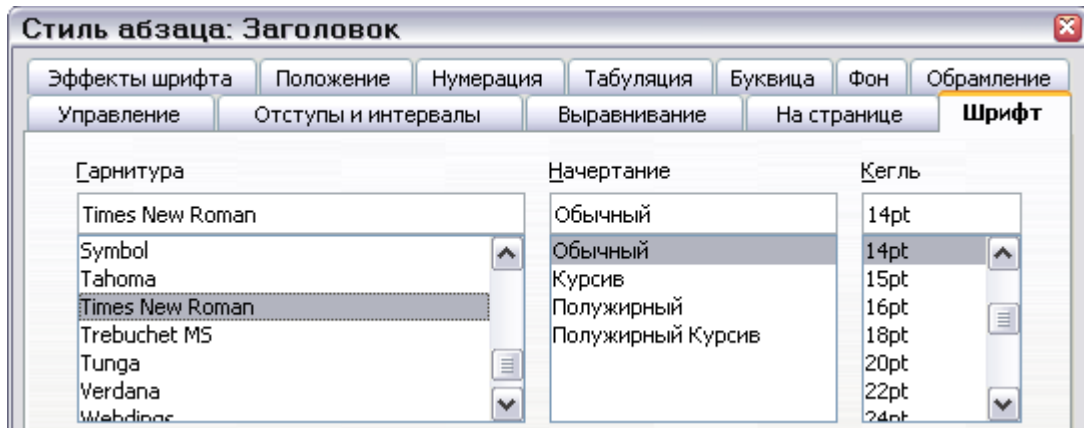 Стиль абзаца: Заголовок
Эффекты шрифта Положение Нумерация Табуляция Буквица Фон Обрамление
Управление Отступы и интервалы Выравнивание На странице Шрифт
Гарнитура Начертание Кегль
Times New Roman Обычный 14pt
Symbol Обычный 14pt
Tahoma Курсив 15pt
Times New Roman Полужирный 16pt
Trebuchet MS Полужирный Курсив 18pt
Tunga 20pt
Verdana 22pt
Webdings 24pt